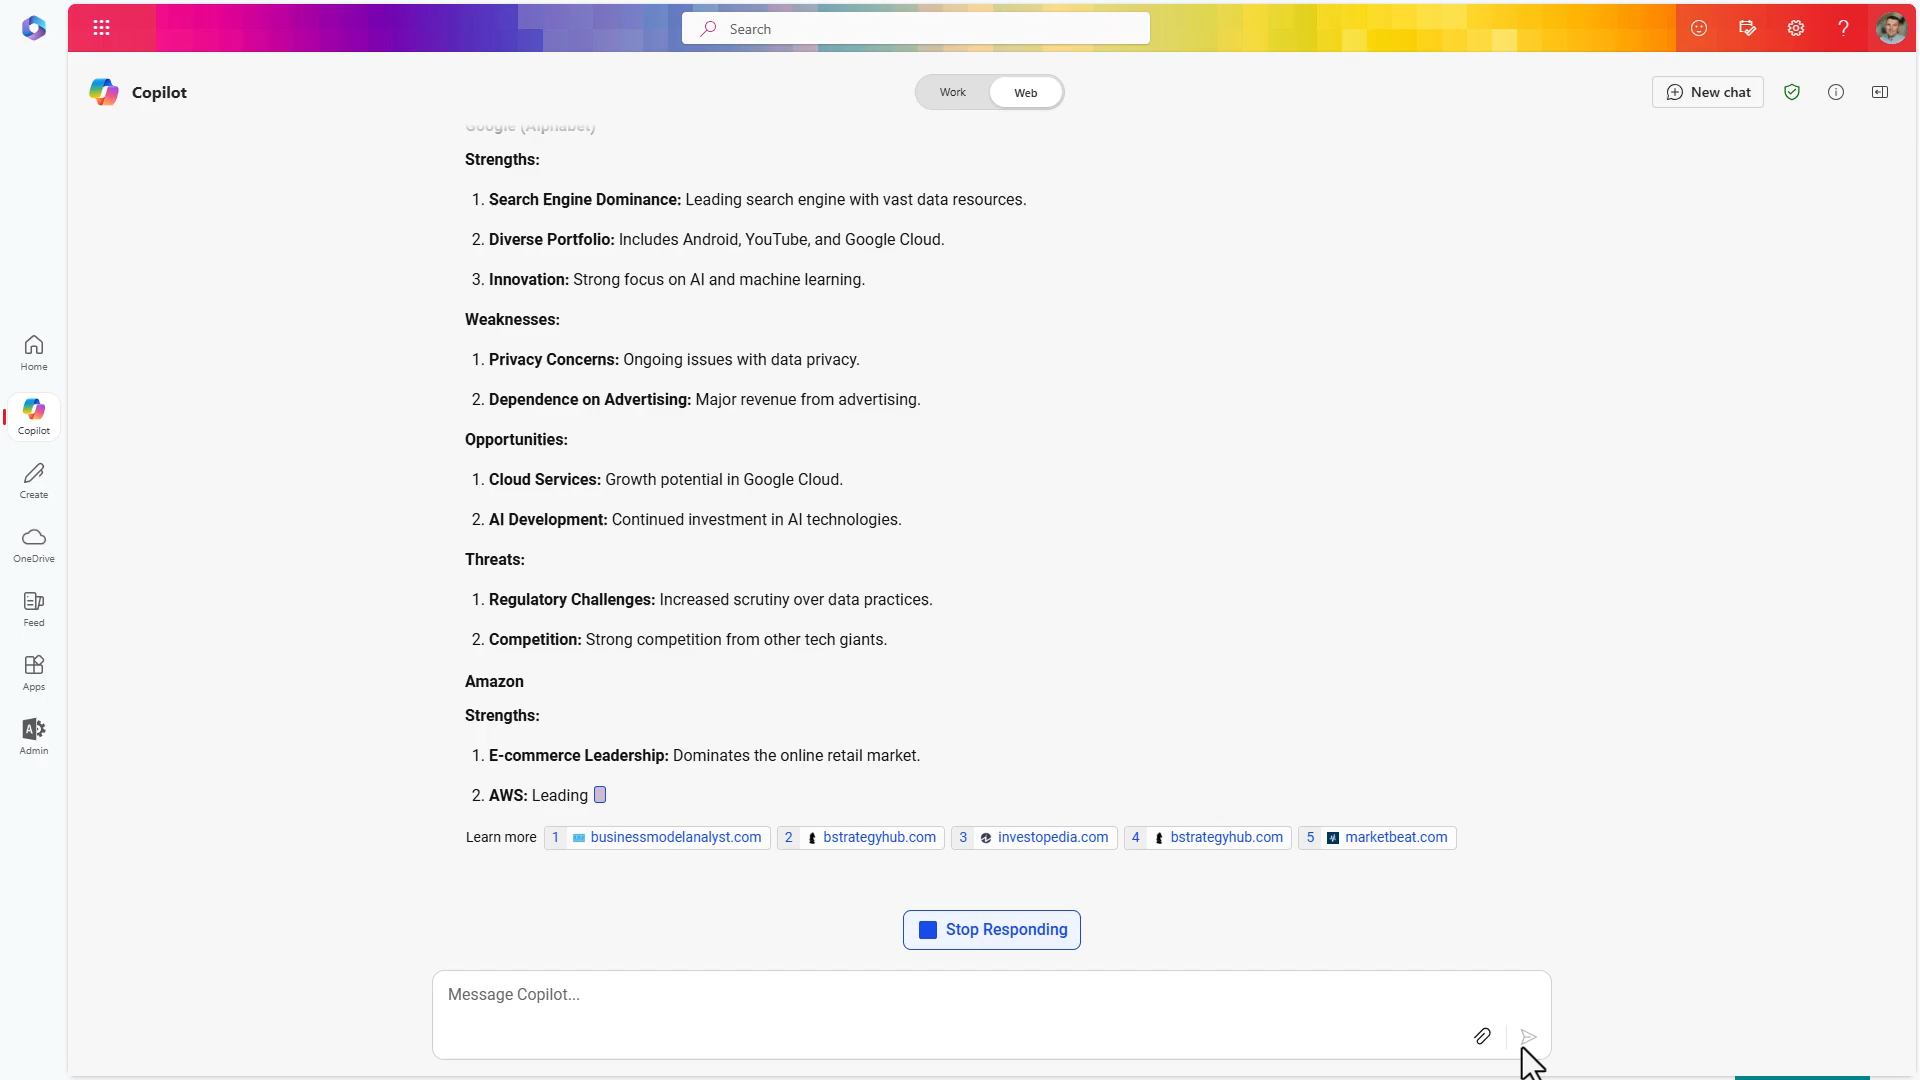 Search
Copilot
Work
Web
New chat
Google (Alphabet)
Strengths:
1. Search Engine Dominance: Leading search engine with vast data resources.
2. Diverse Portfolio: Includes Android, YouTube, and Google Cloud.
3. Innovation: Strong focus on AI and machine learning.
Weaknesses:
1. Privacy Concerns: Ongoing issues with data privacy.
2. Dependence on Advertising: Major revenue from advertising.
Opportunities:
1. Cloud Services: Growth potential in Google Cloud.
2. AI Development: Continued investment in AI technologies.
Threats:
1. Regulatory Challenges: Increased scrutiny over data practices.
2. Competition: Strong competition from other tech giants.
Amazon
Strengths:
1. E-commerce Leadership: Dominates the online retail market.
2. AWS: Leading
Learn more 1 businessmodelanalyst.com 2 bstrategyhub.com 3 investopedia.com 4 bstrategyhub.com 5 marketbeat.com
Stop Responding
Message Copilot...
Home
Copilot
Create
OneDrive
Feed
Apps
Admin